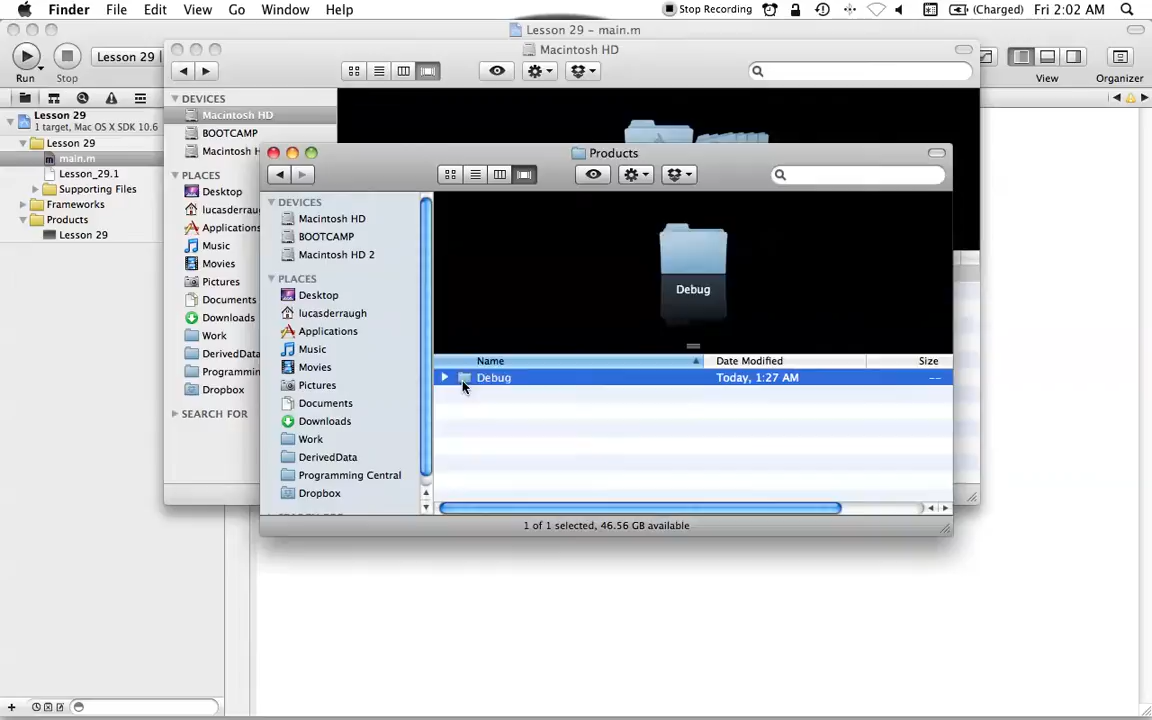 Finder File Edit View Go Window Help Stop Recording (Charged) Fri 2:02 AM
Lesson 29 – main.m
Run Stop Lesson 29 | View Organizer
Lesson 29
1 target, Mac OS X SDK 10.6
Lesson 29
main.m
Lesson_29.1
Supporting Files
Frameworks
Products
Lesson 29
Macintosh HD
DEVICES
Macintosh HD
BOOTCAMP
Macintosh H
PLACES
Desktop
lucasderraug
Applications
Music
Movies
Pictures
Documents
Downloads
Work
DerivedData
Programmin
Dropbox
SEARCH FOR
Products
DEVICES
Macintosh HD
BOOTCAMP
Macintosh HD 2
PLACES
Desktop
lucasderraugh
Applications
Music
Movies
Pictures
Documents
Downloads
Work
DerivedData
Programming Central
Dropbox
Debug
Name Date Modified Size
Debug Today, 1:27 AM --
1 of 1 selected, 46.56 GB available